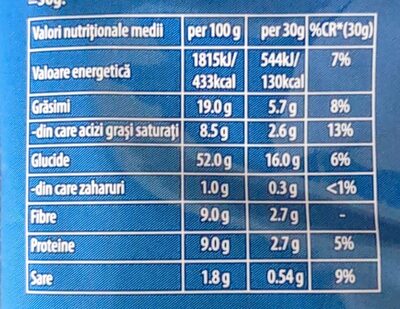 ≈30g.
Valori nutriționale medii per 100 g per 30g %CR*(30g)
Valoare energetică 1815kJ/ 544kJ/ 7%
433kcal 130kcal
Grăsimi 19.0 g 5.7 g 8%
-din care acizi grași saturați 8.5 g 2.6 g 13%
Glucide 52.0 g 16.0 g 6%
-din care zaharuri 1.0 g 0.3 g <1%
Fibre 9.0 g 2.7 g -
Proteine 9.0 g 2.7 g 5%
Sare 1.8 g 0.54 g 9%